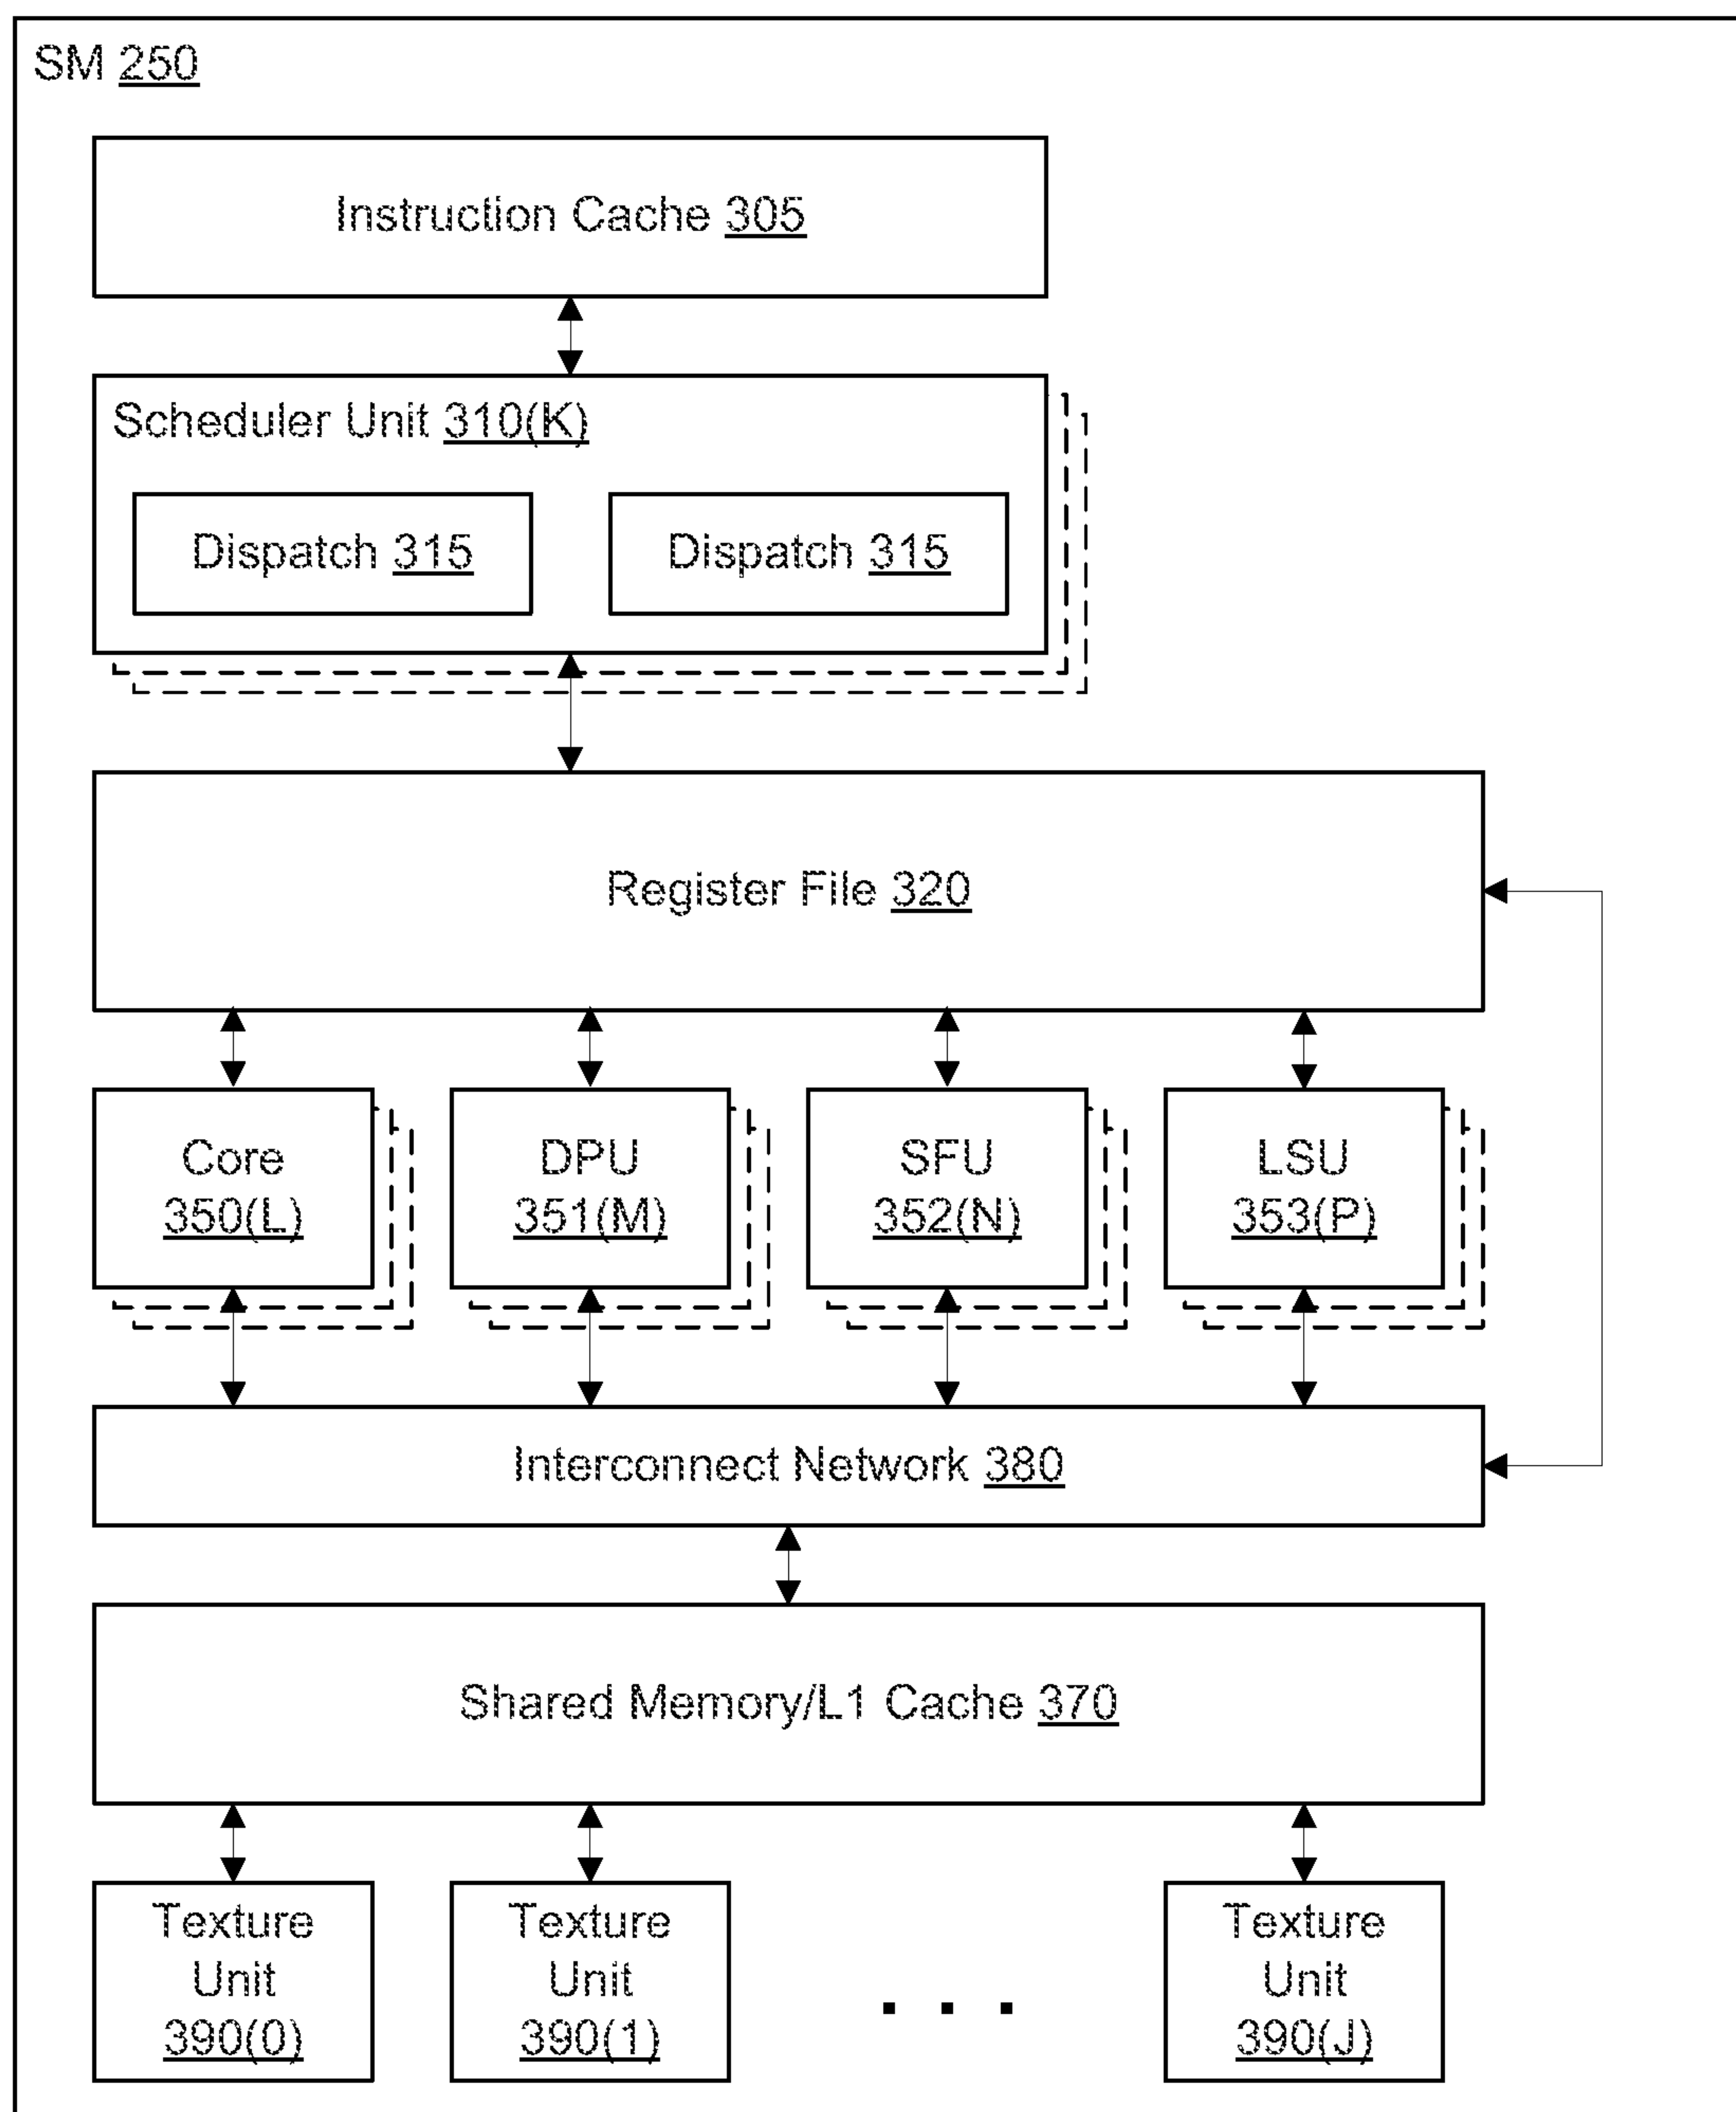 SM 250
Instruction Cache 305
Scheduler Unit 310(K)
Dispatch 315
Dispatch 315
Register File 320
Core
350(L)
DPU
351(M)
SFU
352(N)
LSU
353(P)
Interconnect Network 380
Shared Memory/L1 Cache 370
Texture
Unit
390(0)
Texture
Unit
390(1)
. . .
Texture
Unit
390(J)